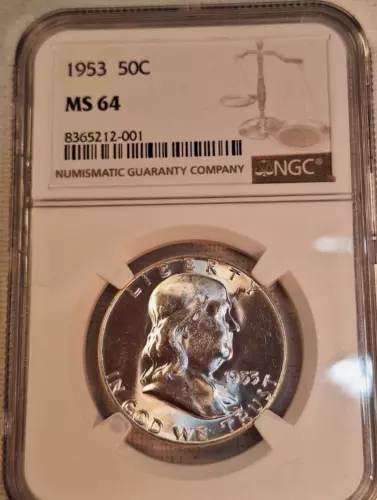 1953 50C
MS 64
8365212-001
NUMISMATIC GUARANTY COMPANY
NGC
LIBERTY
1953
IN GOD WE TRUST